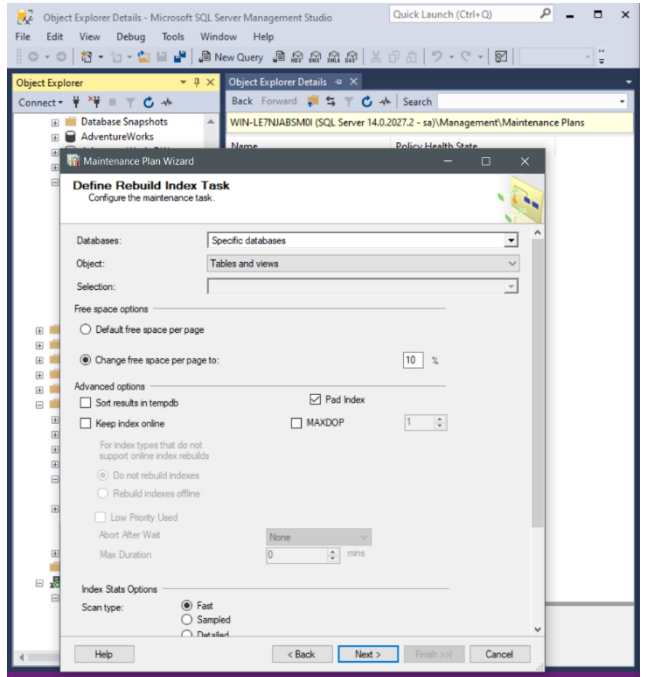 Object Explorer Details - Microsoft SQL Server Management Studio
Quick Launch (Ctrl+Q)
File Edit View Debug Tools Window Help
New Query
Object Explorer
Object Explorer Details
Connect
Back Forward Search
Database Snapshots
WIN-LE7NJABSM0I (SQL Server 14.0.2027.2 - sa)\Management\Maintenance Plans
AdventureWorks
Name Policy Health State
Maintenance Plan Wizard
Define Rebuild Index Task
Configure the maintenance task.
Databases: Specific databases
Object: Tables and views
Selection:
Free space options
Default free space per page
Change free space per page to: 10 %
Advanced options
Sort results in tempdb Pad Index
Keep index online MAXDOP 1
For index types that do not
support online index rebuilds
Do not rebuild indexes
Rebuild indexes offline
Low Priority Used
Abort After Wait None
Max Duration 0 mins
Index Stats Options
Scan type: Fast
Sampled
Detailed
Help < Back Next > Finish >>| Cancel